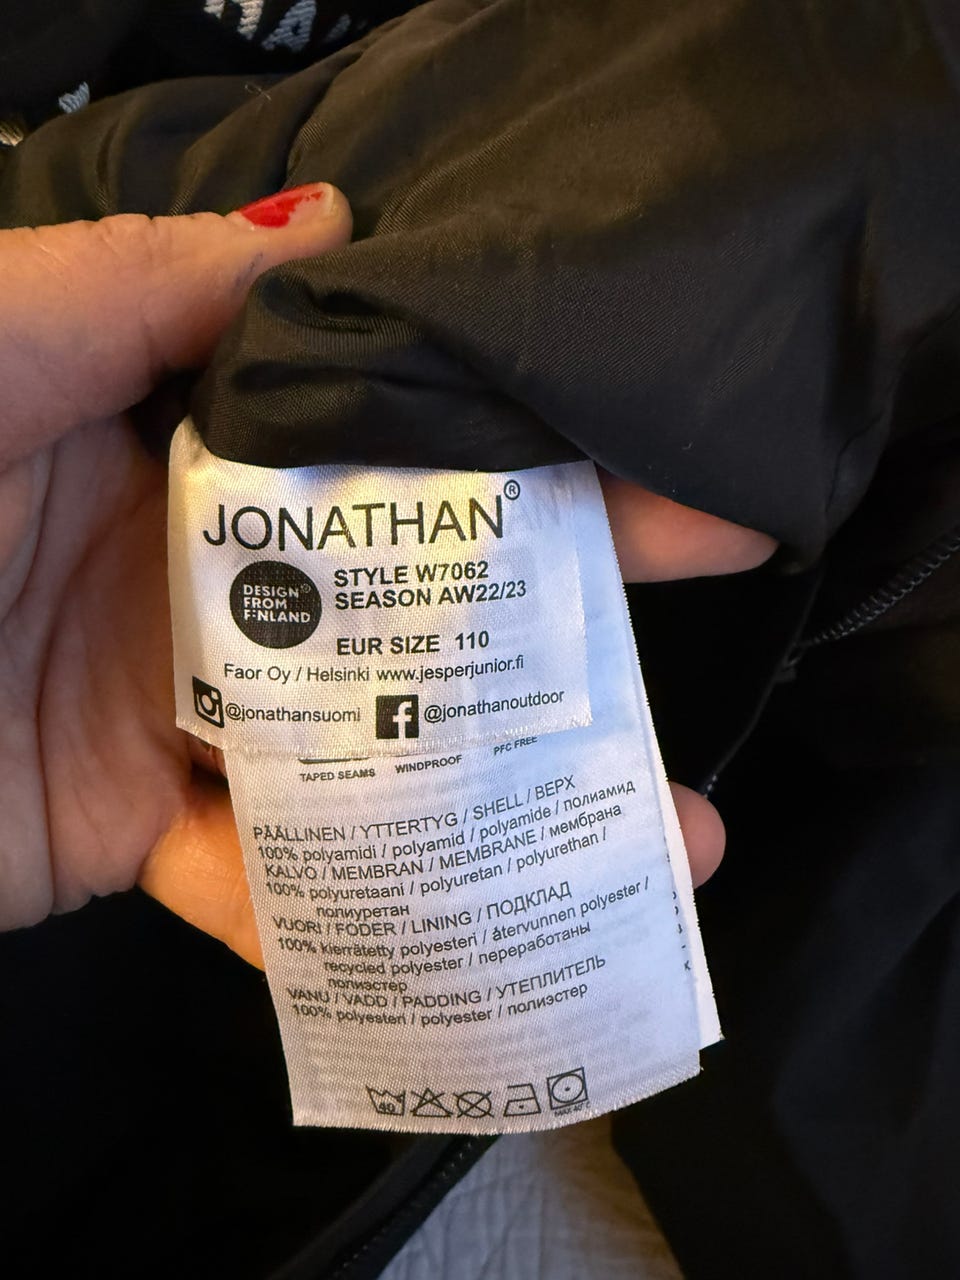 JONATHAN®
DESIGN®
FROM
FINLAND
STYLE W7062
SEASON AW22/23
EUR SIZE 110
Faor Oy / Helsinki www.jesperjunior.fi
@jonathansuomi
@jonathanoutdoor
TAPED SEAMS
WINDPROOF
PFC FREE
PÄÄLLINEN / YTTERTYG / SHELL / ВЕРХ
100% polyamidi / polyamid / polyamide / полиамид
KALVO / MEMBRAN / MEMBRANE / мембрана
100% polyuretaani / polyuretan / polyurethan /
полиуретан
VUORI / FODER / LINING / ПОДКЛАД
100% kierrätetty polyesteri / återvunnen polyester /
recycled polyester / переработаны
полиэстер
VANU / VADD / PADDING / УТЕПЛИТЕЛЬ
100% polyesteri / polyester / полиэстер
40
MAX 40°C